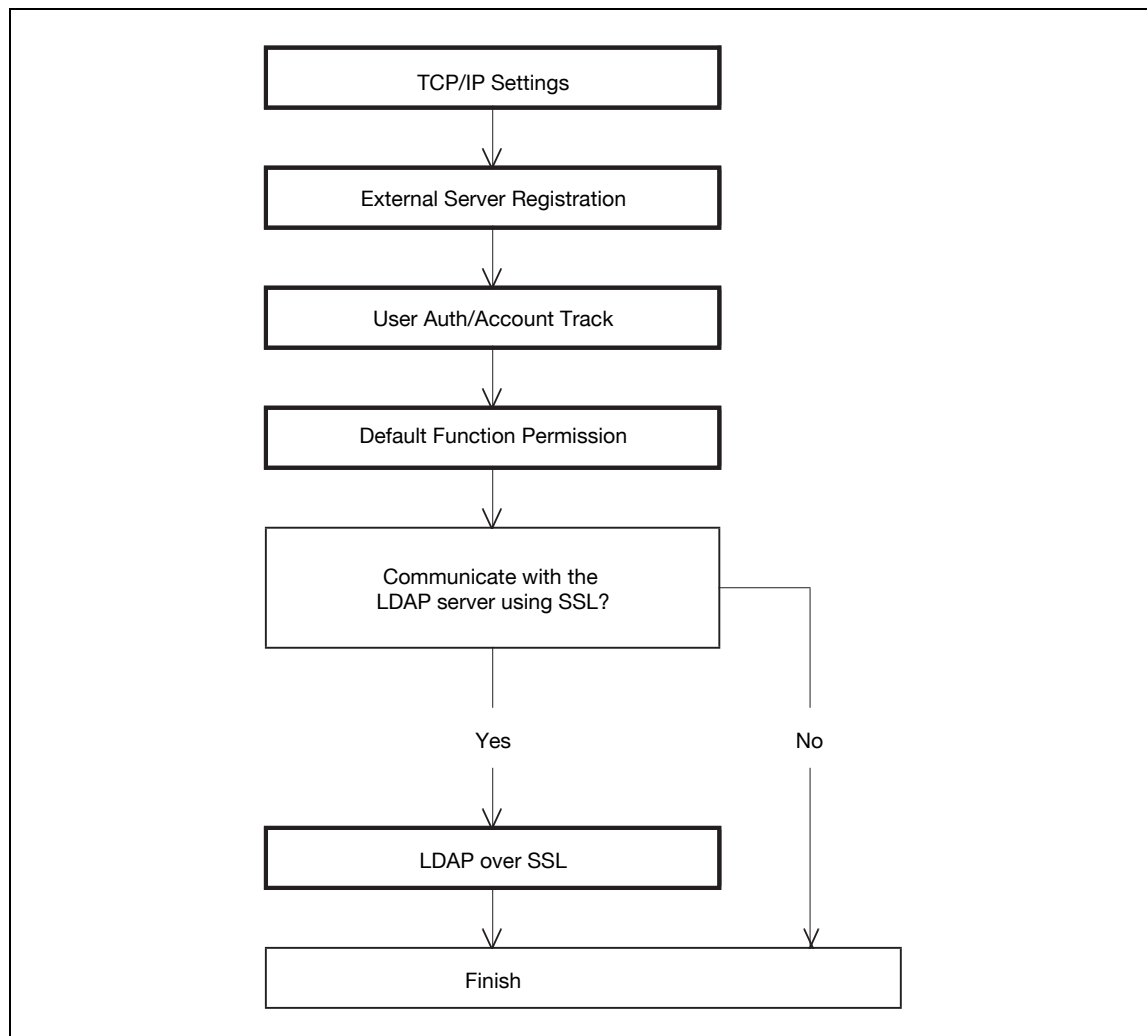 TCP/IP Settings
External Server Registration
User Auth/Account Track
Default Function Permission
Communicate with the
LDAP server using SSL?
Yes
No
LDAP over SSL
Finish